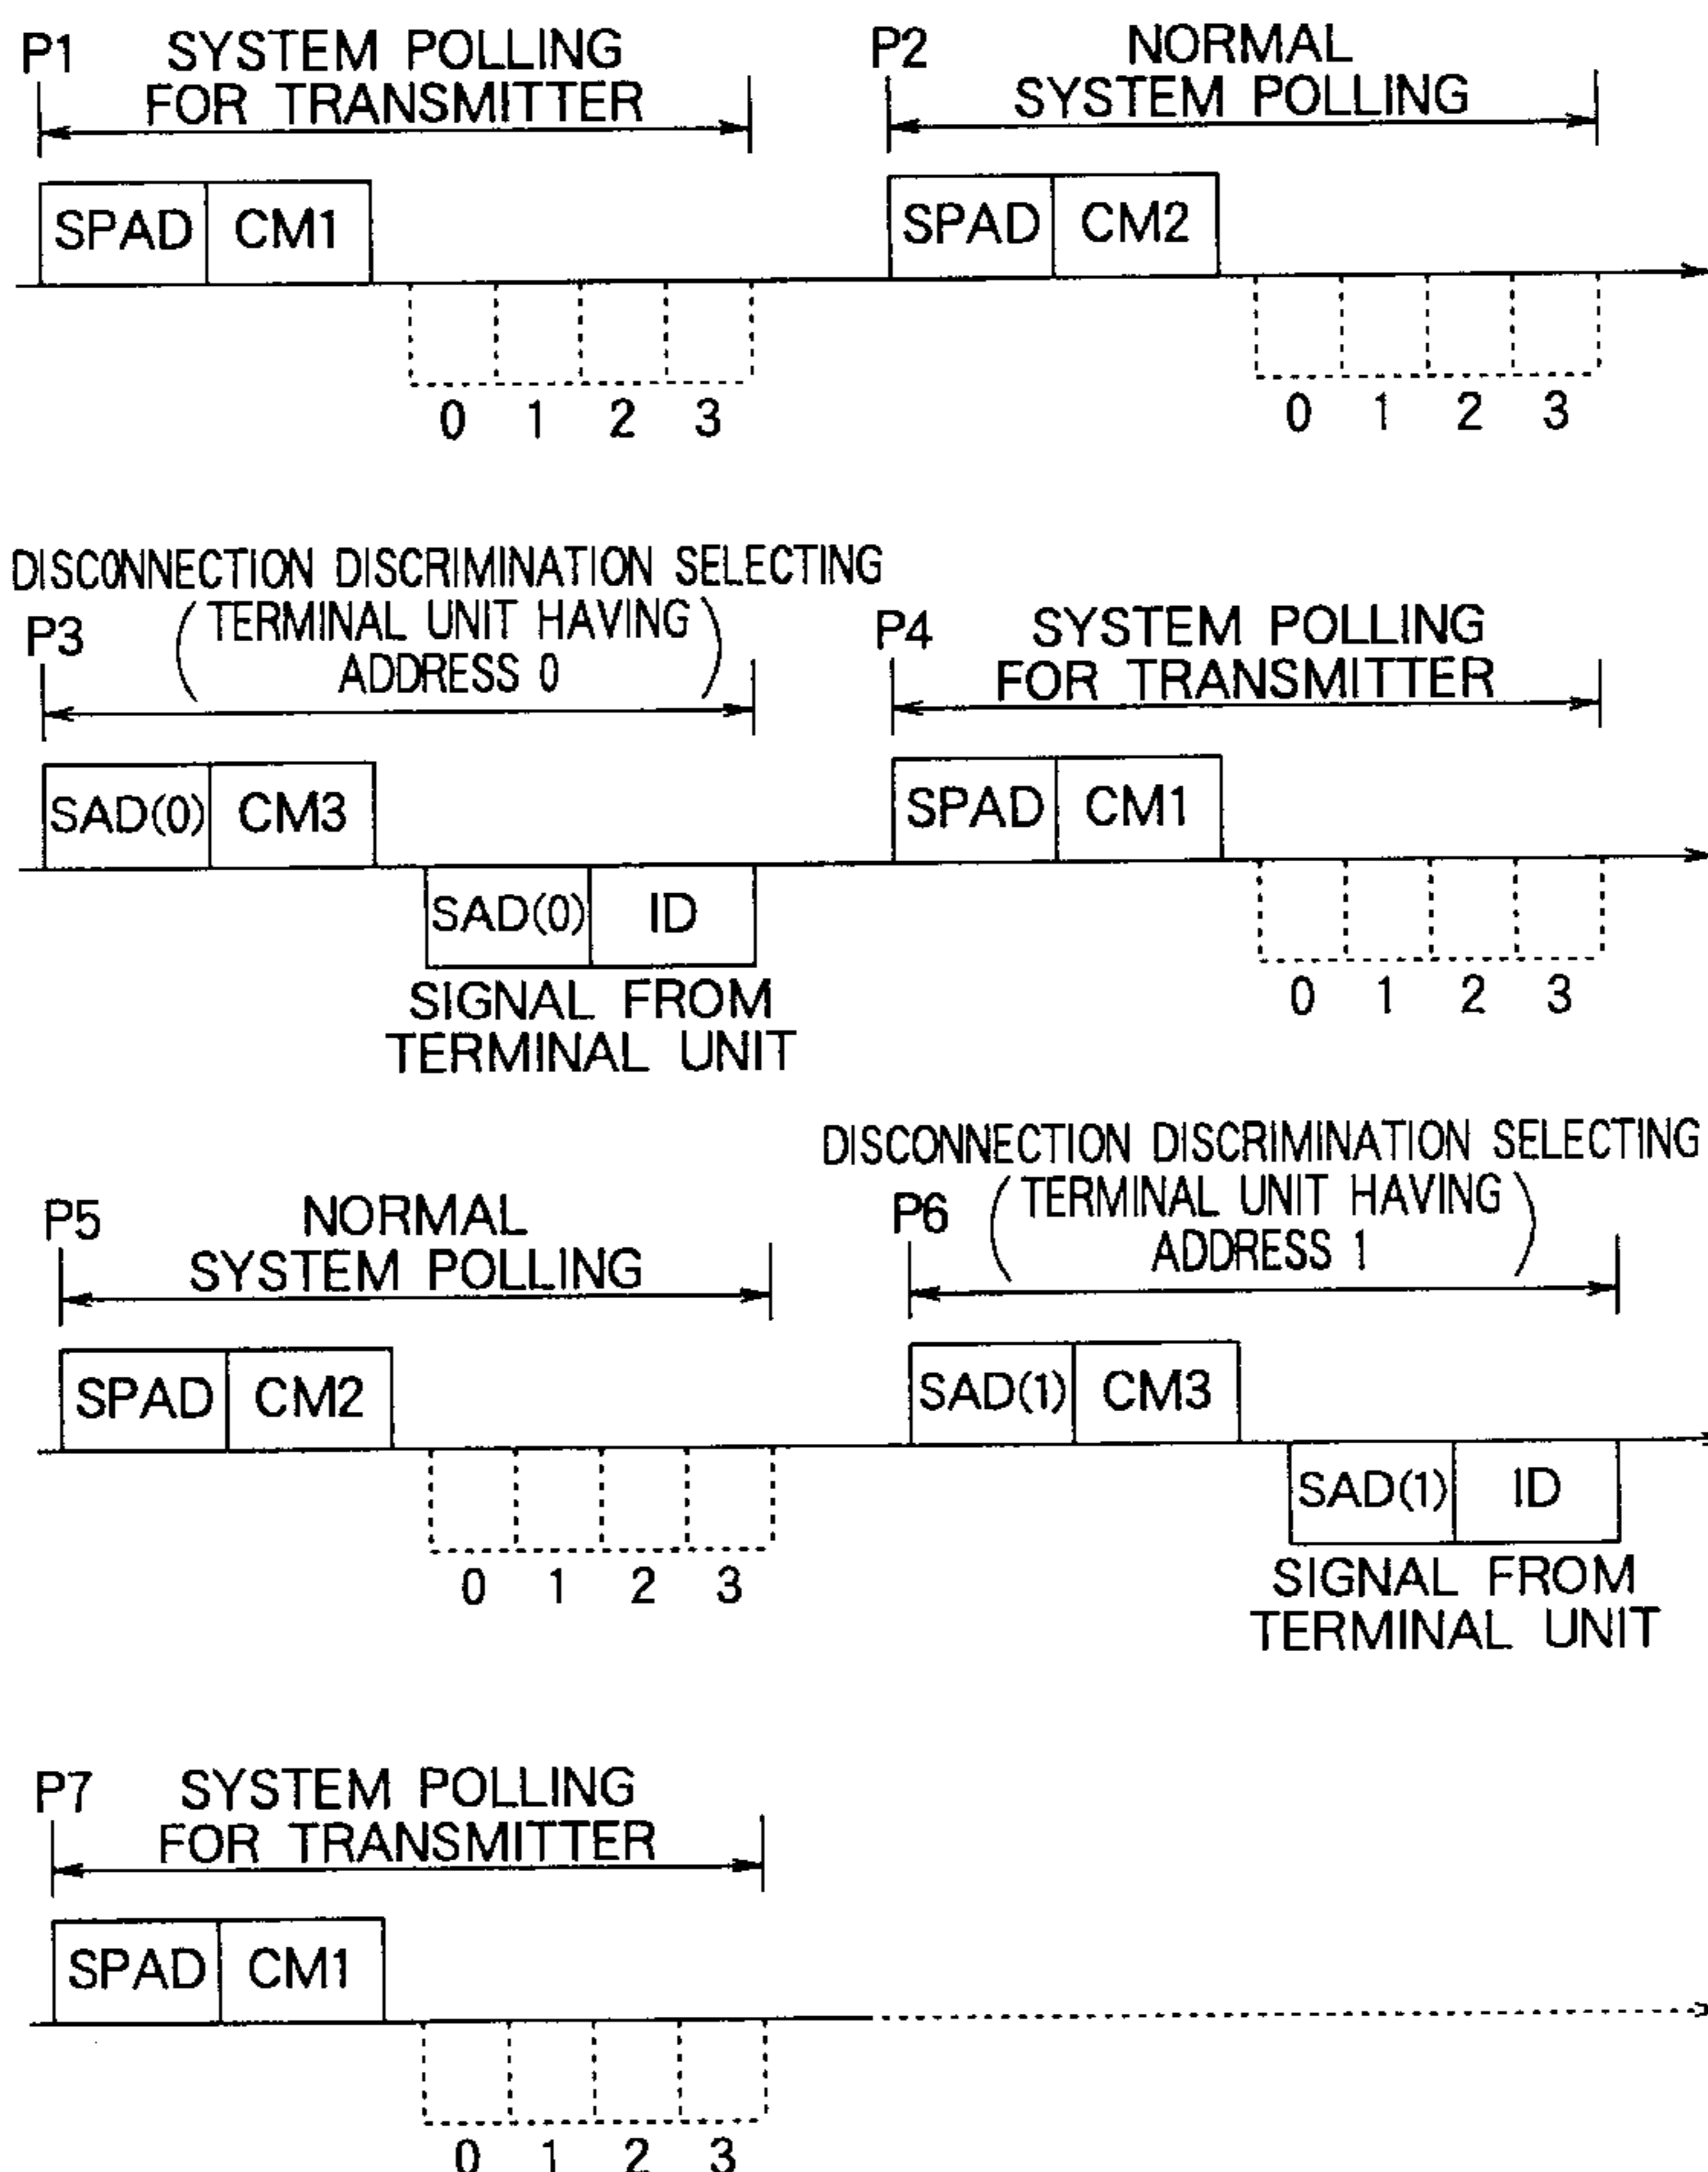 P1 SYSTEM POLLING FOR TRANSMITTER
P2 NORMAL SYSTEM POLLING
SPAD CM1
SPAD CM2
0 1 2 3
0 1 2 3
DISCONNECTION DISCRIMINATION SELECTING
P3 (TERMINAL UNIT HAVING ADDRESS 0)
P4 SYSTEM POLLING FOR TRANSMITTER
SAD(0) CM3
SPAD CM1
SAD(0) ID
0 1 2 3
SIGNAL FROM
TERMINAL UNIT
DISCONNECTION DISCRIMINATION SELECTING
P5 NORMAL SYSTEM POLLING
P6 (TERMINAL UNIT HAVING ADDRESS 1)
SPAD CM2
SAD(1) CM3
SAD(1) ID
0 1 2 3
SIGNAL FROM
TERMINAL UNIT
P7 SYSTEM POLLING FOR TRANSMITTER
SPAD CM1
0 1 2 3